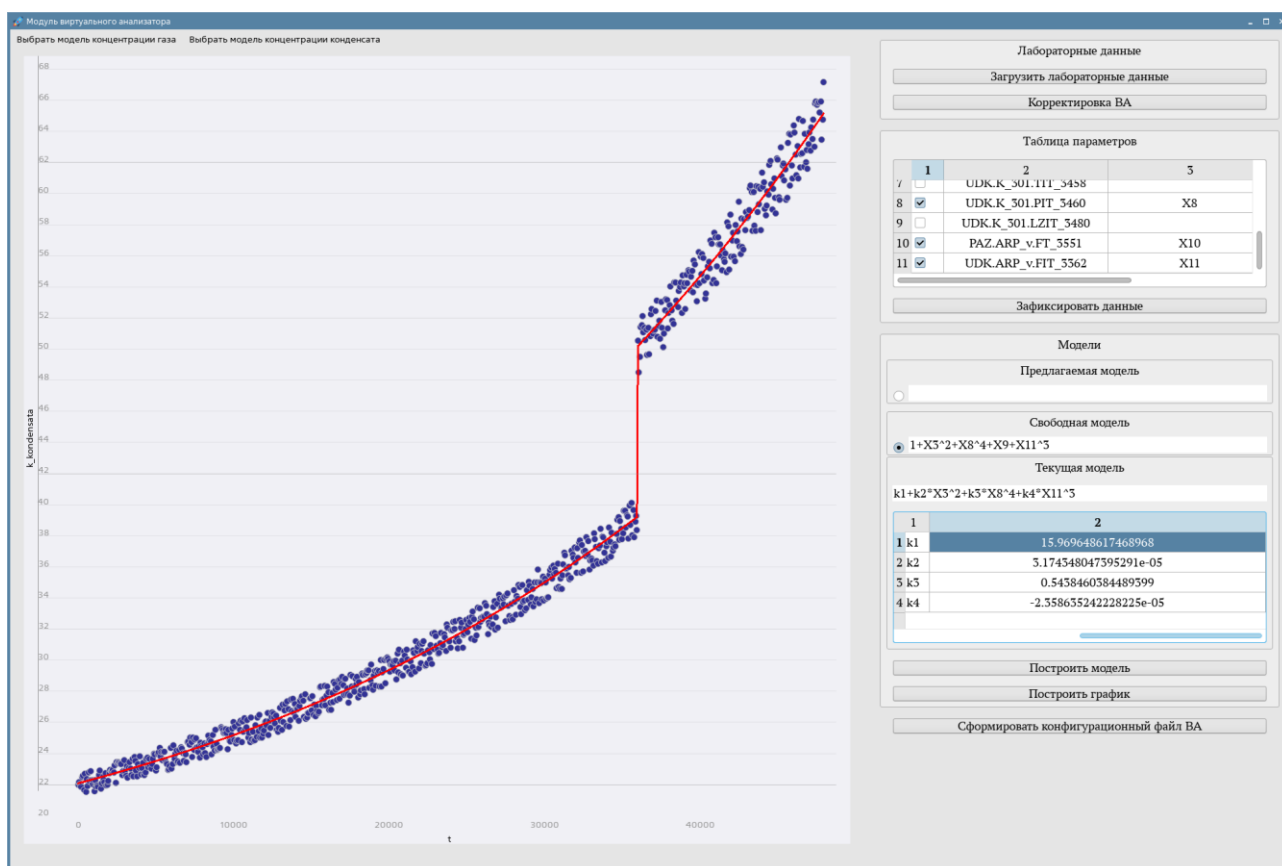 Модуль виртуального анализатора
Выбрать модель концентрации газа Выбрать модель концентрации конденсата
68
66
64
62
60
58
56
54
52
50
48
46
44
42
40
38
36
34
32
30
28
26
24
22
20
k_kondensata
0 10000 20000 30000 40000
t
Лабораторные данные
Загрузить лабораторные данные
Корректировка ВА
Таблица параметров
1 2 3
7 UDK.K_301.TIT_3458
8 UDK.K_301.PIT_3460 X8
9 UDK.K_301.LZIT_3480
10 PAZ.ARP_v.FT_3551 X10
11 UDK.ARP_v.FIT_3362 X11
Зафиксировать данные
Модели
Предлагаемая модель
Свободная модель
1+X3^2+X8^4+X9+X11^3
Текущая модель
k1+k2*X3^2+k3*X8^4+k4*X11^3
1 2
1 k1 15.969648617468968
2 k2 3.174348047395291e-05
3 k3 0.5438460384489399
4 k4 -2.358635242228225e-05
Построить модель
Построить график
Сформировать конфигурационный файл ВА